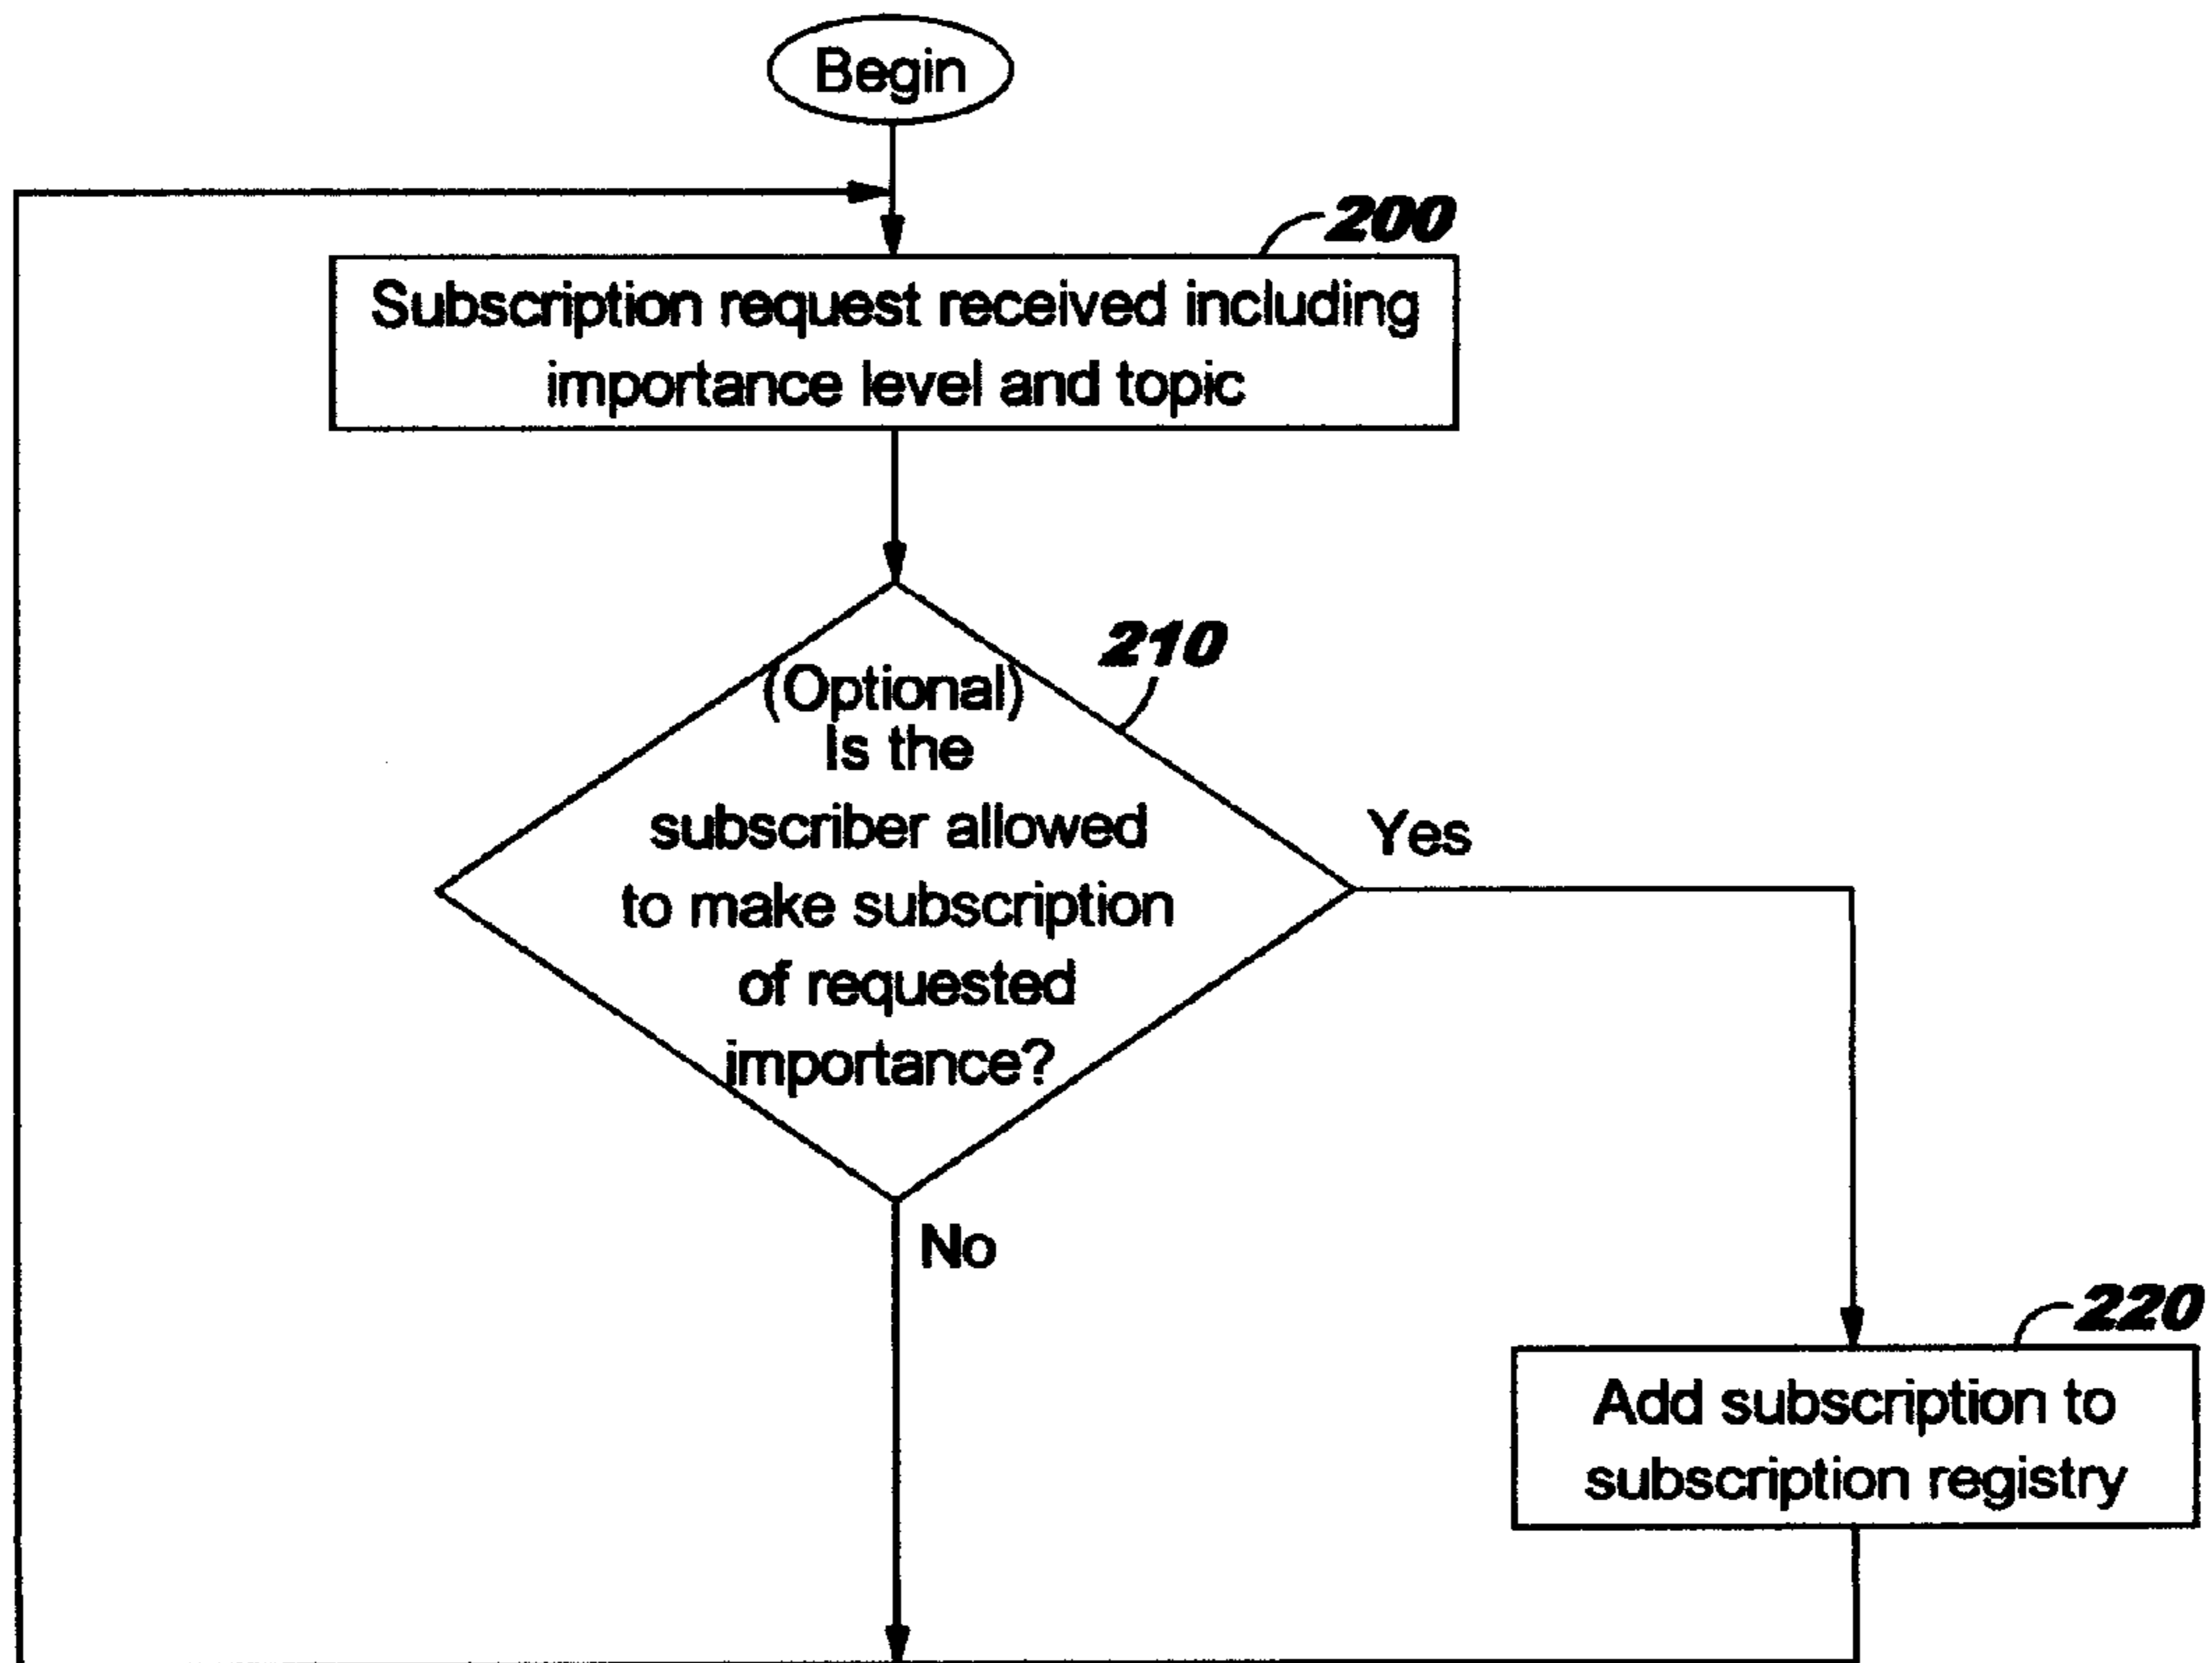 Begin
200
Subscription request received including
importance level and topic
210
(Optional)
Is the
subscriber allowed
to make subscription
of requested
importance?
Yes
No
220
Add subscription to
subscription registry